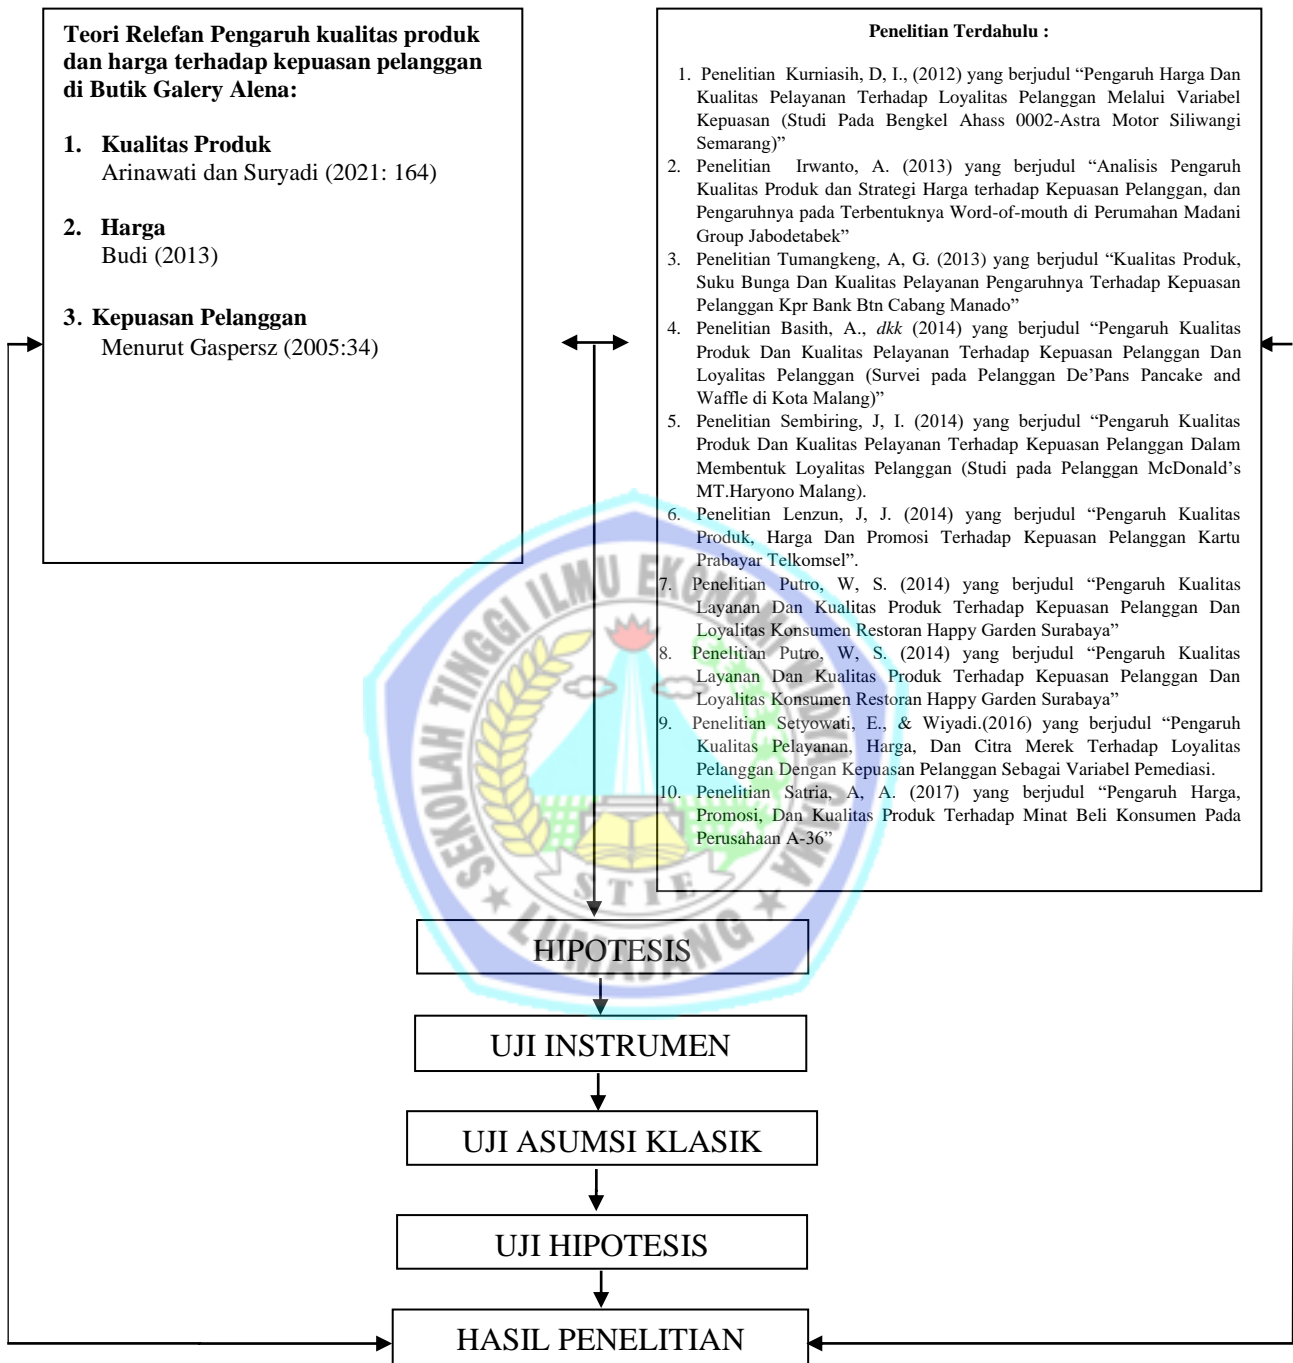 Teori Relefan Pengaruh kualitas produk
dan harga terhadap kepuasan pelanggan
di Butik Galery Alena:
1. Kualitas Produk
Arinawati dan Suryadi (2021: 164)
2. Harga
Budi (2013)
3. Kepuasan Pelanggan
Menurut Gaspersz (2005:34)
Penelitian Terdahulu :
1. Penelitian Kurniasih, D, I., (2012) yang berjudul “Pengaruh Harga Dan
Kualitas Pelayanan Terhadap Loyalitas Pelanggan Melalui Variabel
Kepuasan (Studi Pada Bengkel Ahass 0002-Astra Motor Siliwangi
Semarang)”
2. Penelitian Irwanto, A. (2013) yang berjudul “Analisis Pengaruh
Kualitas Produk dan Strategi Harga terhadap Kepuasan Pelanggan, dan
Pengaruhnya pada Terbentuknya Word-of-mouth di Perumahan Madani
Group Jabodetabek”
3. Penelitian Tumangkeng, A, G. (2013) yang berjudul “Kualitas Produk,
Suku Bunga Dan Kualitas Pelayanan Pengaruhnya Terhadap Kepuasan
Pelanggan Kpr Bank Btn Cabang Manado”
4. Penelitian Basith, A., dkk (2014) yang berjudul “Pengaruh Kualitas
Produk Dan Kualitas Pelayanan Terhadap Kepuasan Pelanggan Dan
Loyalitas Pelanggan (Survei pada Pelanggan De’Pans Pancake and
Waffle di Kota Malang)”
5. Penelitian Sembiring, J, I. (2014) yang berjudul “Pengaruh Kualitas
Produk Dan Kualitas Pelayanan Terhadap Kepuasan Pelanggan Dalam
Membentuk Loyalitas Pelanggan (Studi pada Pelanggan McDonald’s
MT.Haryono Malang).
6. Penelitian Lenzun, J, J. (2014) yang berjudul “Pengaruh Kualitas
Produk, Harga Dan Promosi Terhadap Kepuasan Pelanggan Kartu
Prabayar Telkomsel”.
7. Penelitian Putro, W, S. (2014) yang berjudul “Pengaruh Kualitas
Layanan Dan Kualitas Produk Terhadap Kepuasan Pelanggan Dan
Loyalitas Konsumen Restoran Happy Garden Surabaya”
8. Penelitian Putro, W, S. (2014) yang berjudul “Pengaruh Kualitas
Layanan Dan Kualitas Produk Terhadap Kepuasan Pelanggan Dan
Loyalitas Konsumen Restoran Happy Garden Surabaya”
9. Penelitian Setyowati, E., & Wiyadi.(2016) yang berjudul “Pengaruh
Kualitas Pelayanan, Harga, Dan Citra Merek Terhadap Loyalitas
Pelanggan Dengan Kepuasan Pelanggan Sebagai Variabel Pemediasi.
10. Penelitian Satria, A, A. (2017) yang berjudul “Pengaruh Harga,
Promosi, Dan Kualitas Produk Terhadap Minat Beli Konsumen Pada
Perusahaan A-36”
SEKOLAH TINGGI ILMU EKONOMI WIDYA GAMA
STIE
LUMAJANG
HIPOTESIS
UJI INSTRUMEN
UJI ASUMSI KLASIK
UJI HIPOTESIS
HASIL PENELITIAN